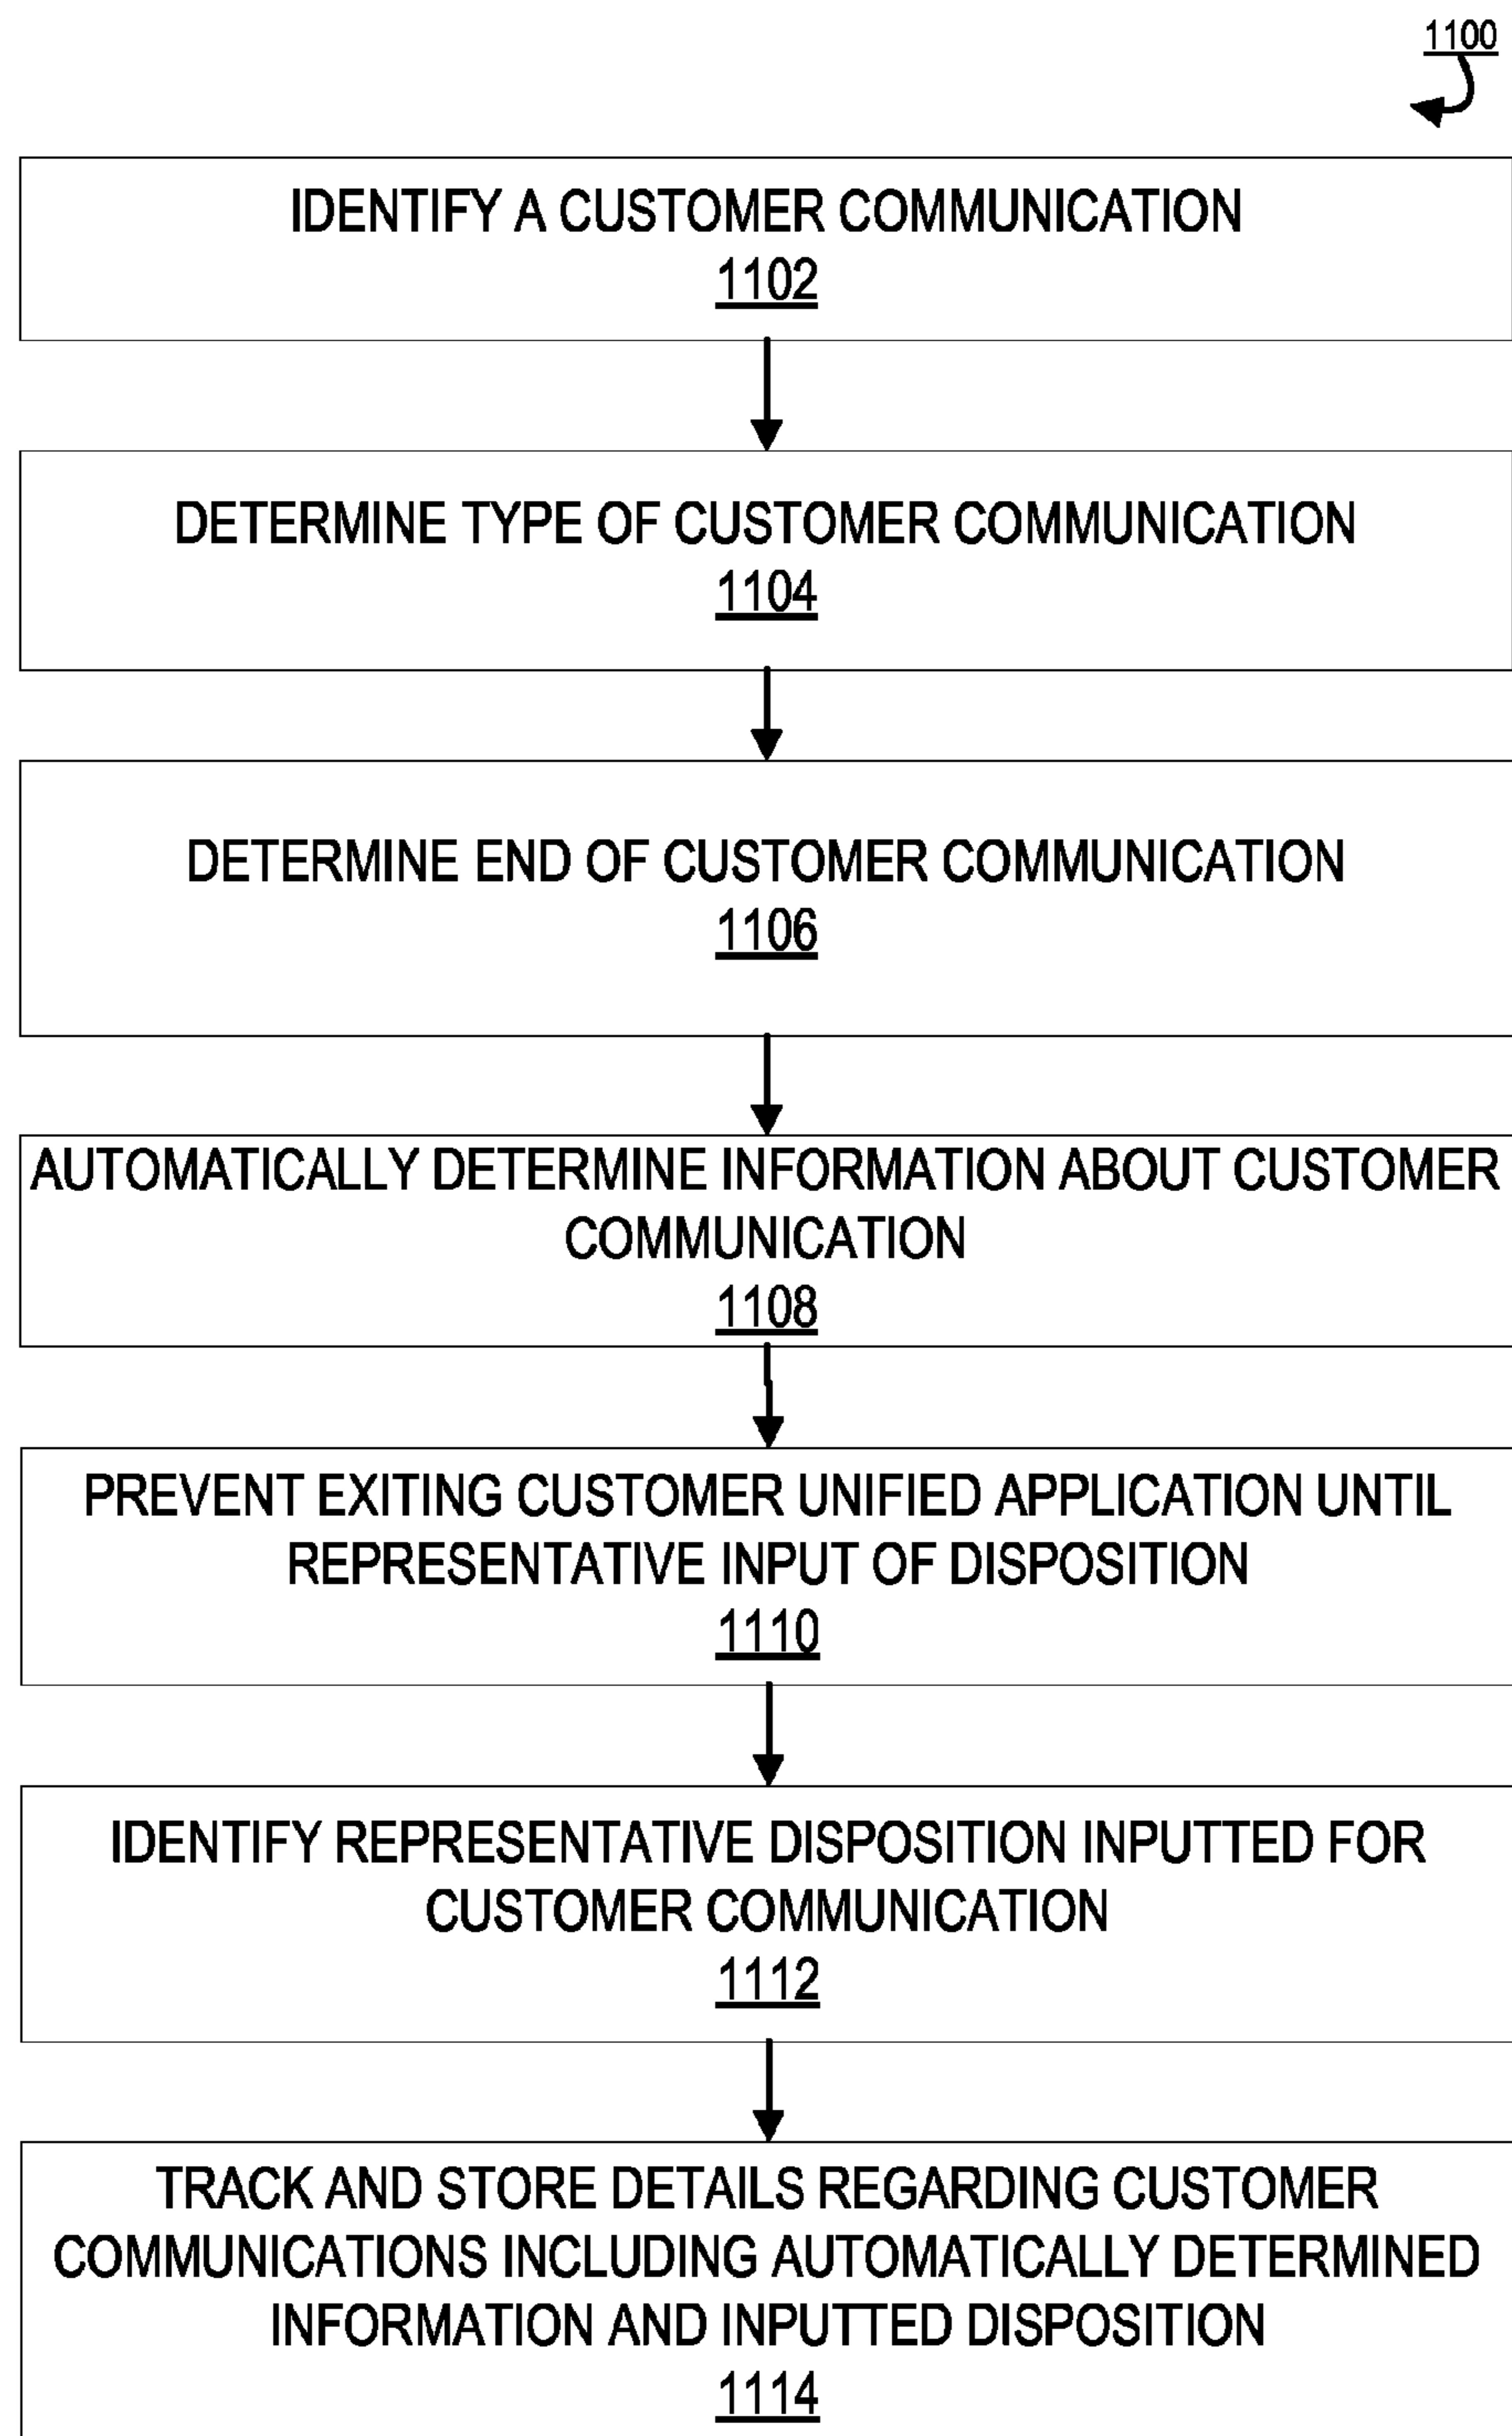 1100
IDENTIFY A CUSTOMER COMMUNICATION
1102
DETERMINE TYPE OF CUSTOMER COMMUNICATION
1104
DETERMINE END OF CUSTOMER COMMUNICATION
1106
AUTOMATICALLY DETERMINE INFORMATION ABOUT CUSTOMER
COMMUNICATION
1108
PREVENT EXITING CUSTOMER UNIFIED APPLICATION UNTIL
REPRESENTATIVE INPUT OF DISPOSITION
1110
IDENTIFY REPRESENTATIVE DISPOSITION INPUTTED FOR
CUSTOMER COMMUNICATION
1112
TRACK AND STORE DETAILS REGARDING CUSTOMER
COMMUNICATIONS INCLUDING AUTOMATICALLY DETERMINED
INFORMATION AND INPUTTED DISPOSITION
1114